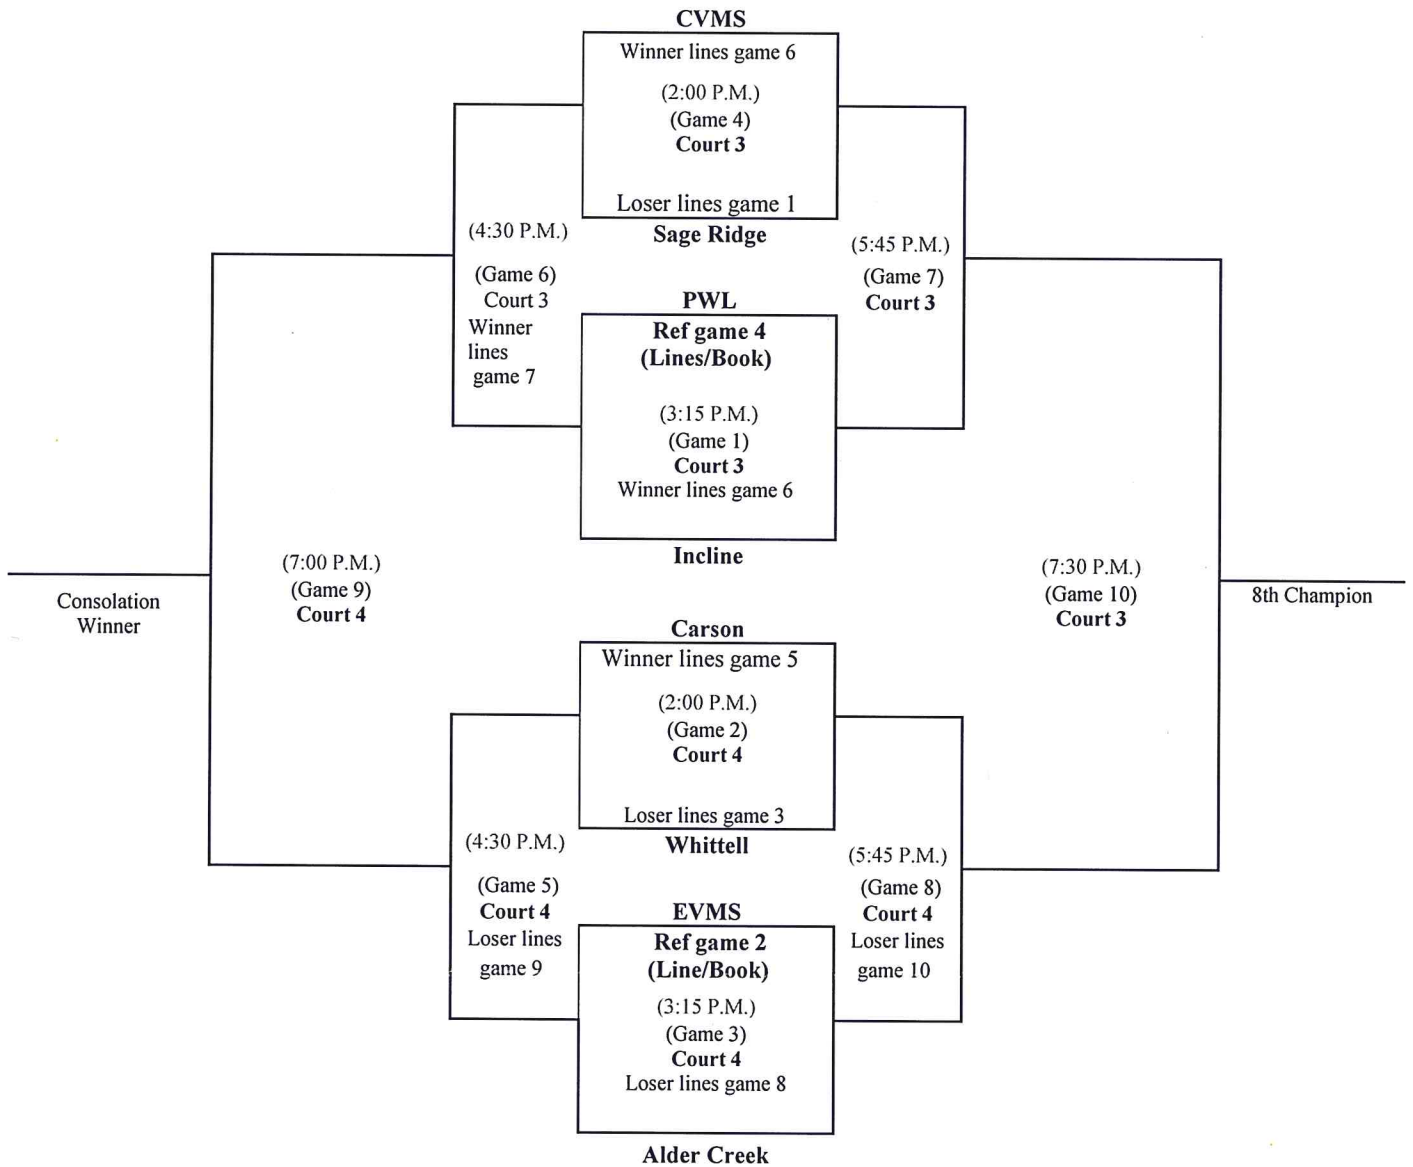 CVMS
Winner lines game 6
(2:00 P.M.)
(Game 4)
Court 3
Loser lines game 1
Sage Ridge
(4:30 P.M.)
(Game 6)
Court 3
Winner
lines
game 7
(5:45 P.M.)
(Game 7)
Court 3
PWL
Ref game 4
(Lines/Book)
(3:15 P.M.)
(Game 1)
Court 3
Winner lines game 6
Incline
(7:00 P.M.)
(Game 9)
Court 4
Consolation
Winner
(7:30 P.M.)
(Game 10)
Court 3
8th Champion
Carson
Winner lines game 5
(2:00 P.M.)
(Game 2)
Court 4
Loser lines game 3
Whittell
(4:30 P.M.)
(Game 5)
Court 4
Loser lines
game 9
(5:45 P.M.)
(Game 8)
Court 4
Loser lines
game 10
EVMS
Ref game 2
(Line/Book)
(3:15 P.M.)
(Game 3)
Court 4
Loser lines game 8
Alder Creek